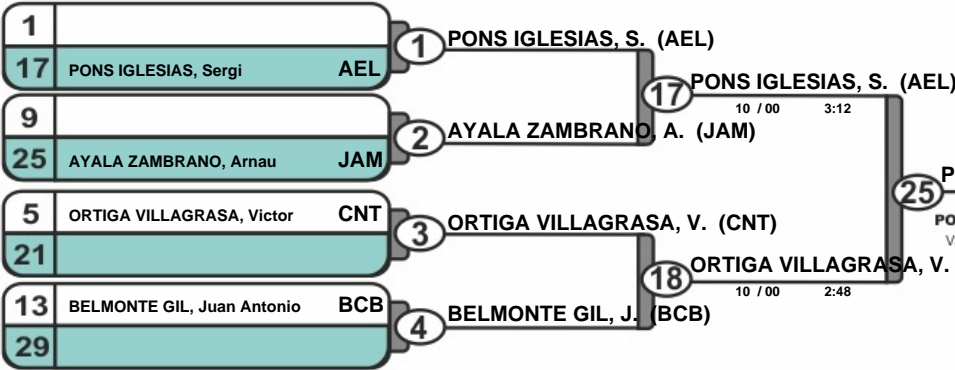 1
17 PONS IGLESIAS, Sergi AEL
1 PONS IGLESIAS, S. (AEL)
9
25 AYALA ZAMBRANO, Arnau JAM
2 AYALA ZAMBRANO, A. (JAM)
17 PONS IGLESIAS, S. (AEL)
10 / 00 3:12
5 ORTIGA VILLAGRASA, Victor CNT
21
3 ORTIGA VILLAGRASA, V. (CNT)
13 BELMONTE GIL, Juan Antonio BCB
29
4 BELMONTE GIL, J. (BCB)
18 ORTIGA VILLAGRASA, V.
10 / 00 2:48
25 P
PO